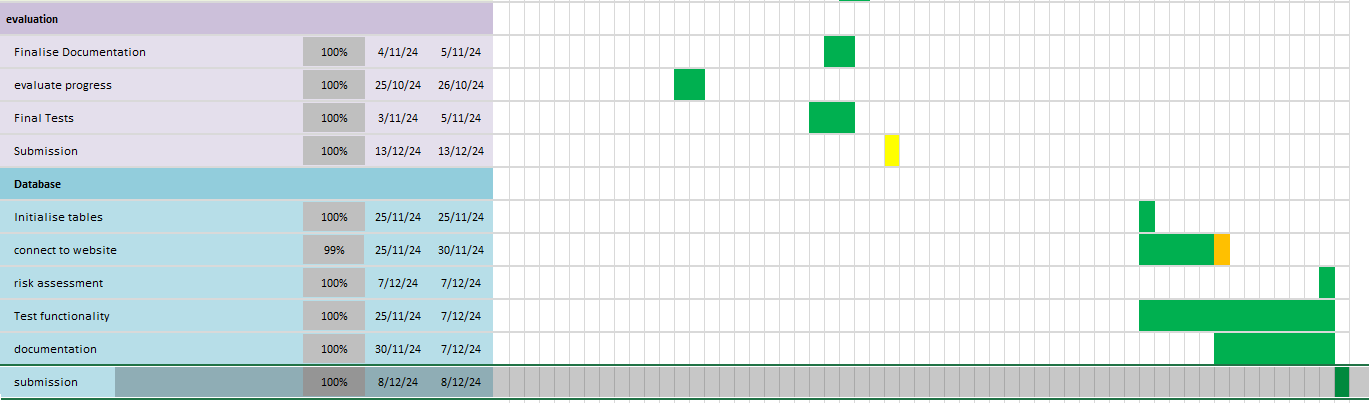 evaluation
Finalise Documentation 100% 4/11/24 5/11/24
evaluate progress 100% 25/10/24 26/10/24
Final Tests 100% 3/11/24 5/11/24
Submission 100% 13/12/24 13/12/24
Database
Initialise tables 100% 25/11/24 25/11/24
connect to website 99% 25/11/24 30/11/24
risk assessment 100% 7/12/24 7/12/24
Test functionality 100% 25/11/24 7/12/24
documentation 100% 30/11/24 7/12/24
submission 100% 8/12/24 8/12/24